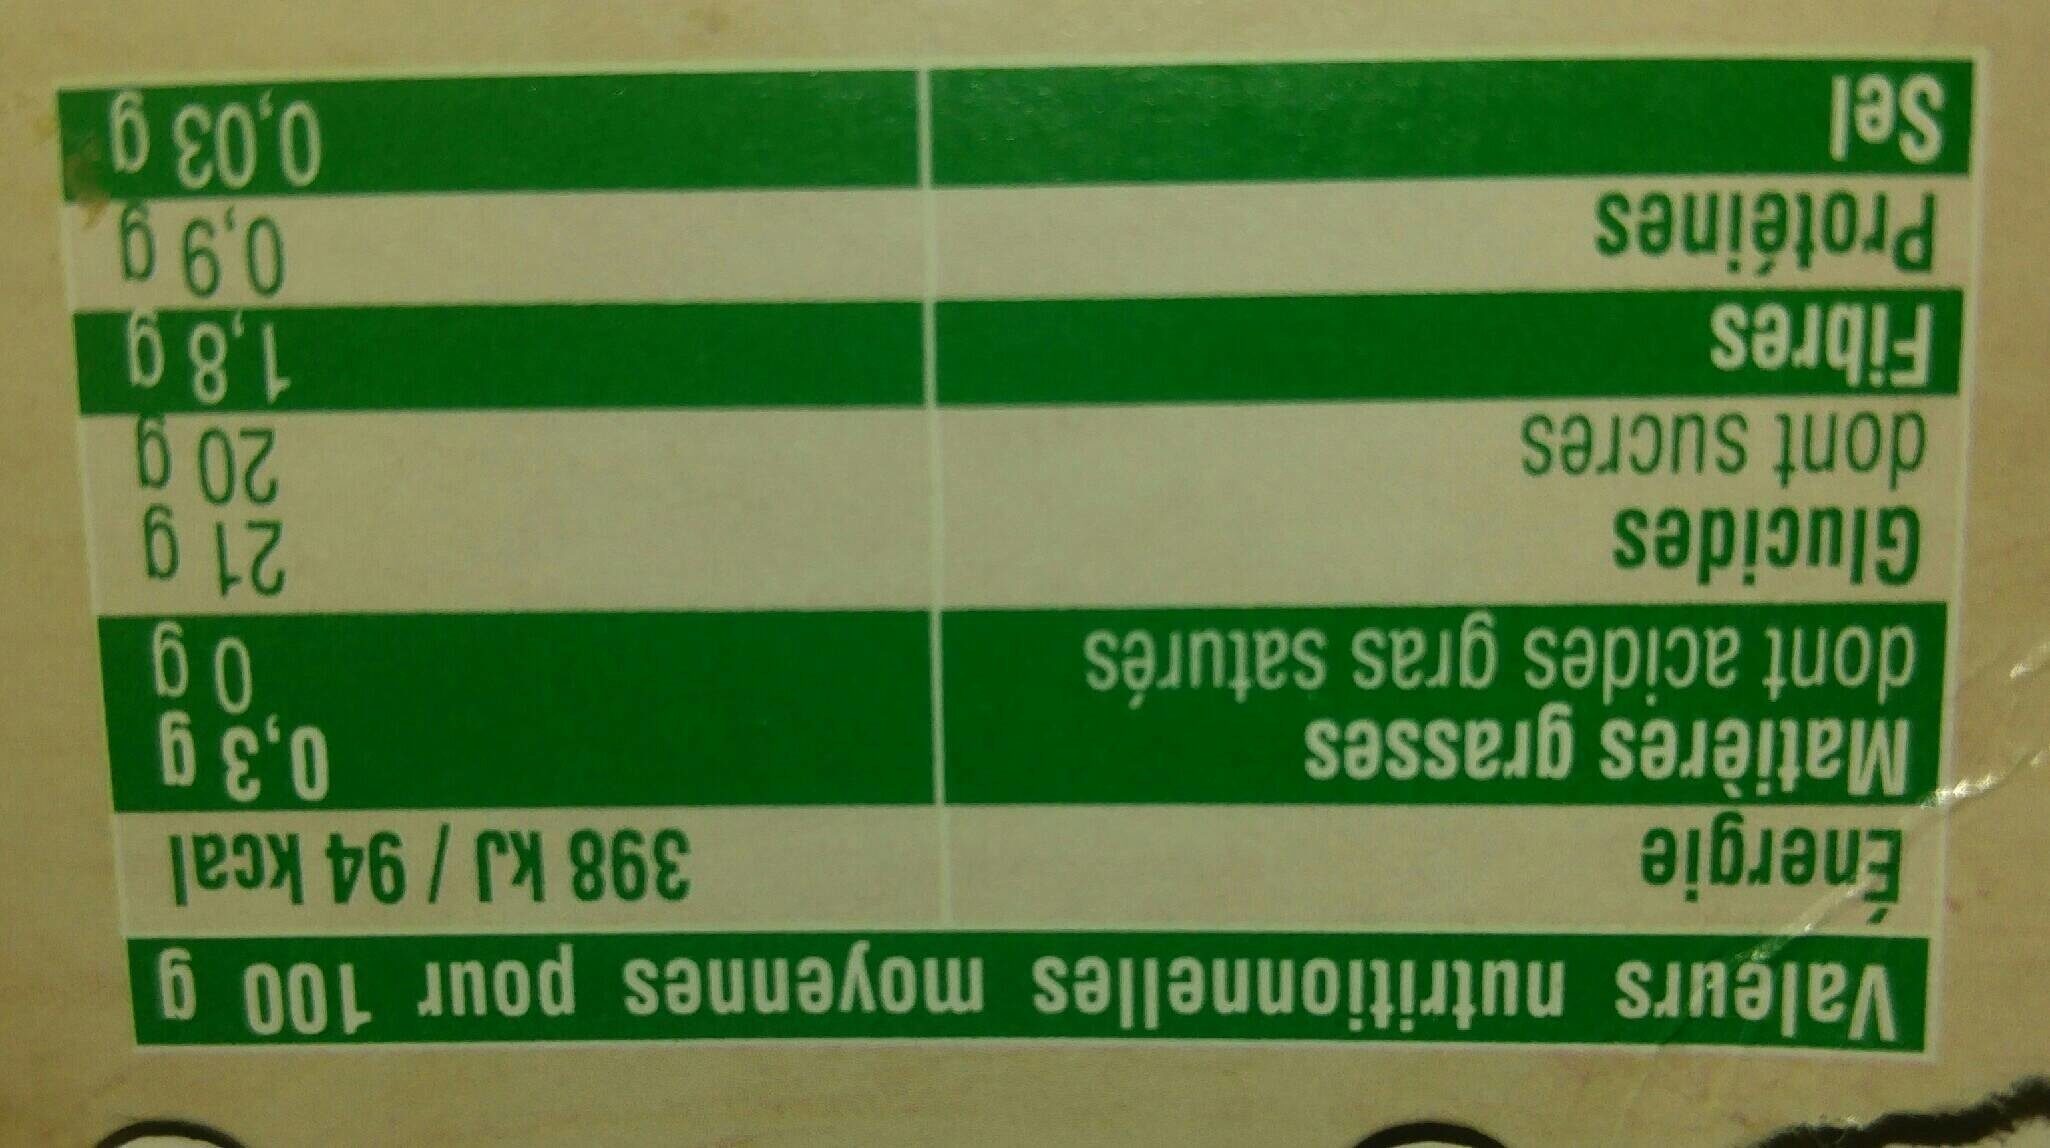 Valeurs nutritionnelles moyennes pour 100 g
Énergie 398 kJ / 94 kcal
Matières grasses 0,3 g
dont acides gras saturés 0 g
Glucides 21 g
dont sucres 20 g
Fibres 1,8 g
Protéines 0,9 g
Sel 0,03 g